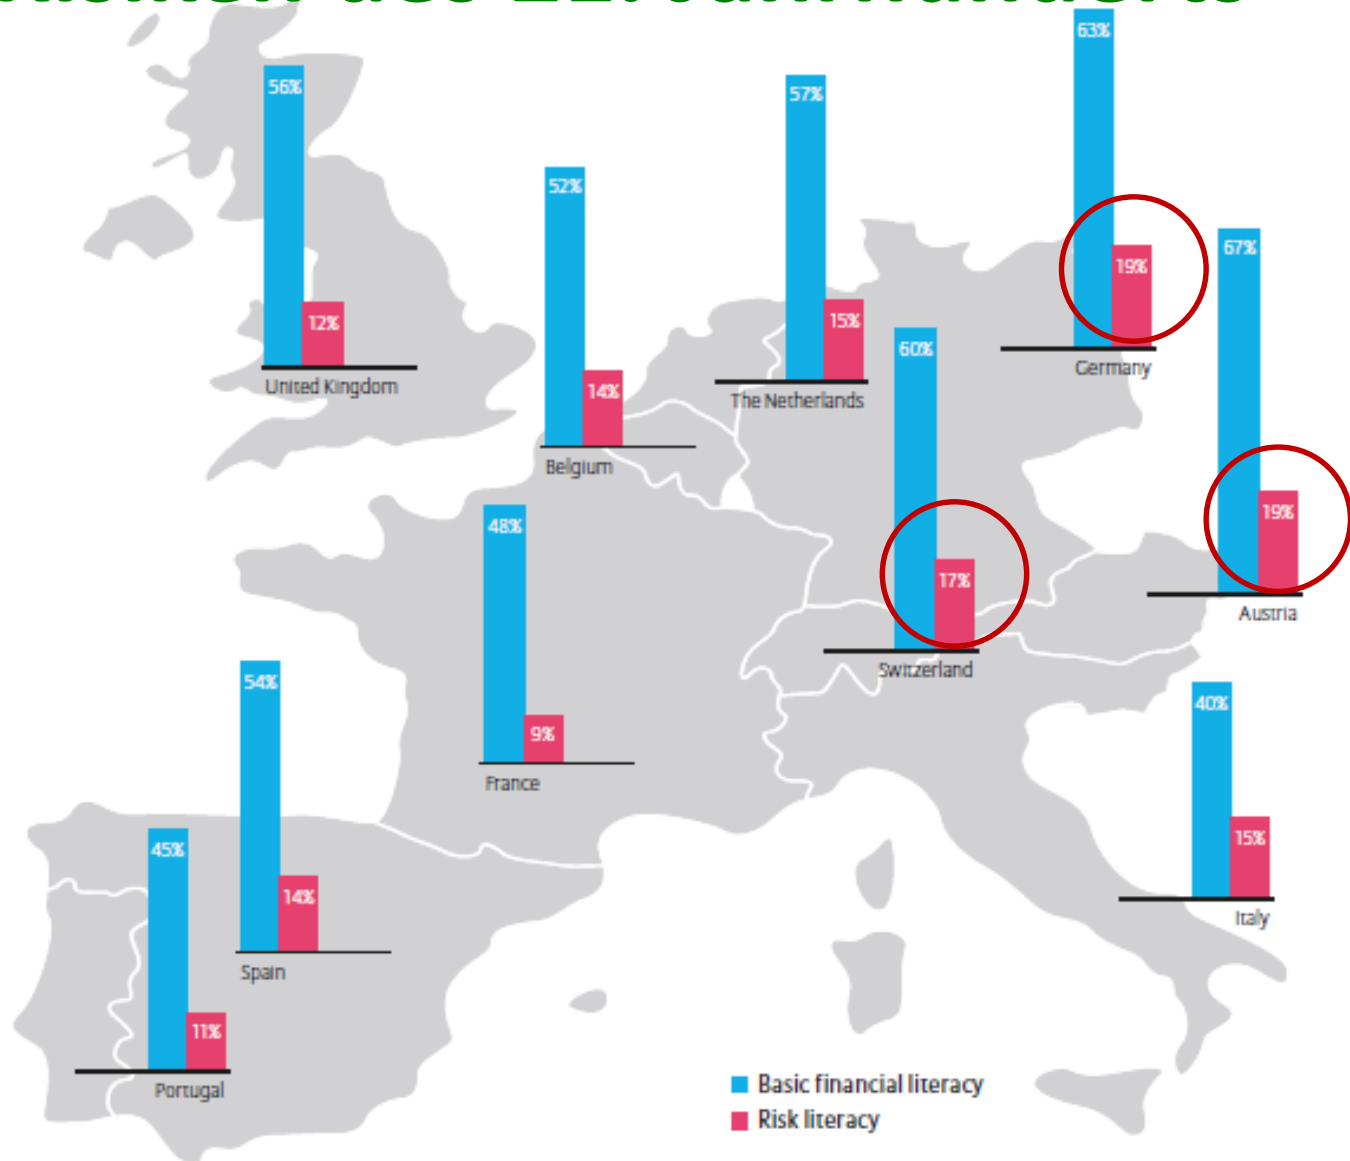 63%
56%
57%
52%
67%
19%
12%
15%
60%
Germany
United Kingdom
14%
The Netherlands
Belgium
48%
19%
17%
Austria
Switzerland
54%
40%
9%
France
45%
15%
14%
Italy
Spain
11%
Portugal
Basic financial literacy
Risk literacy